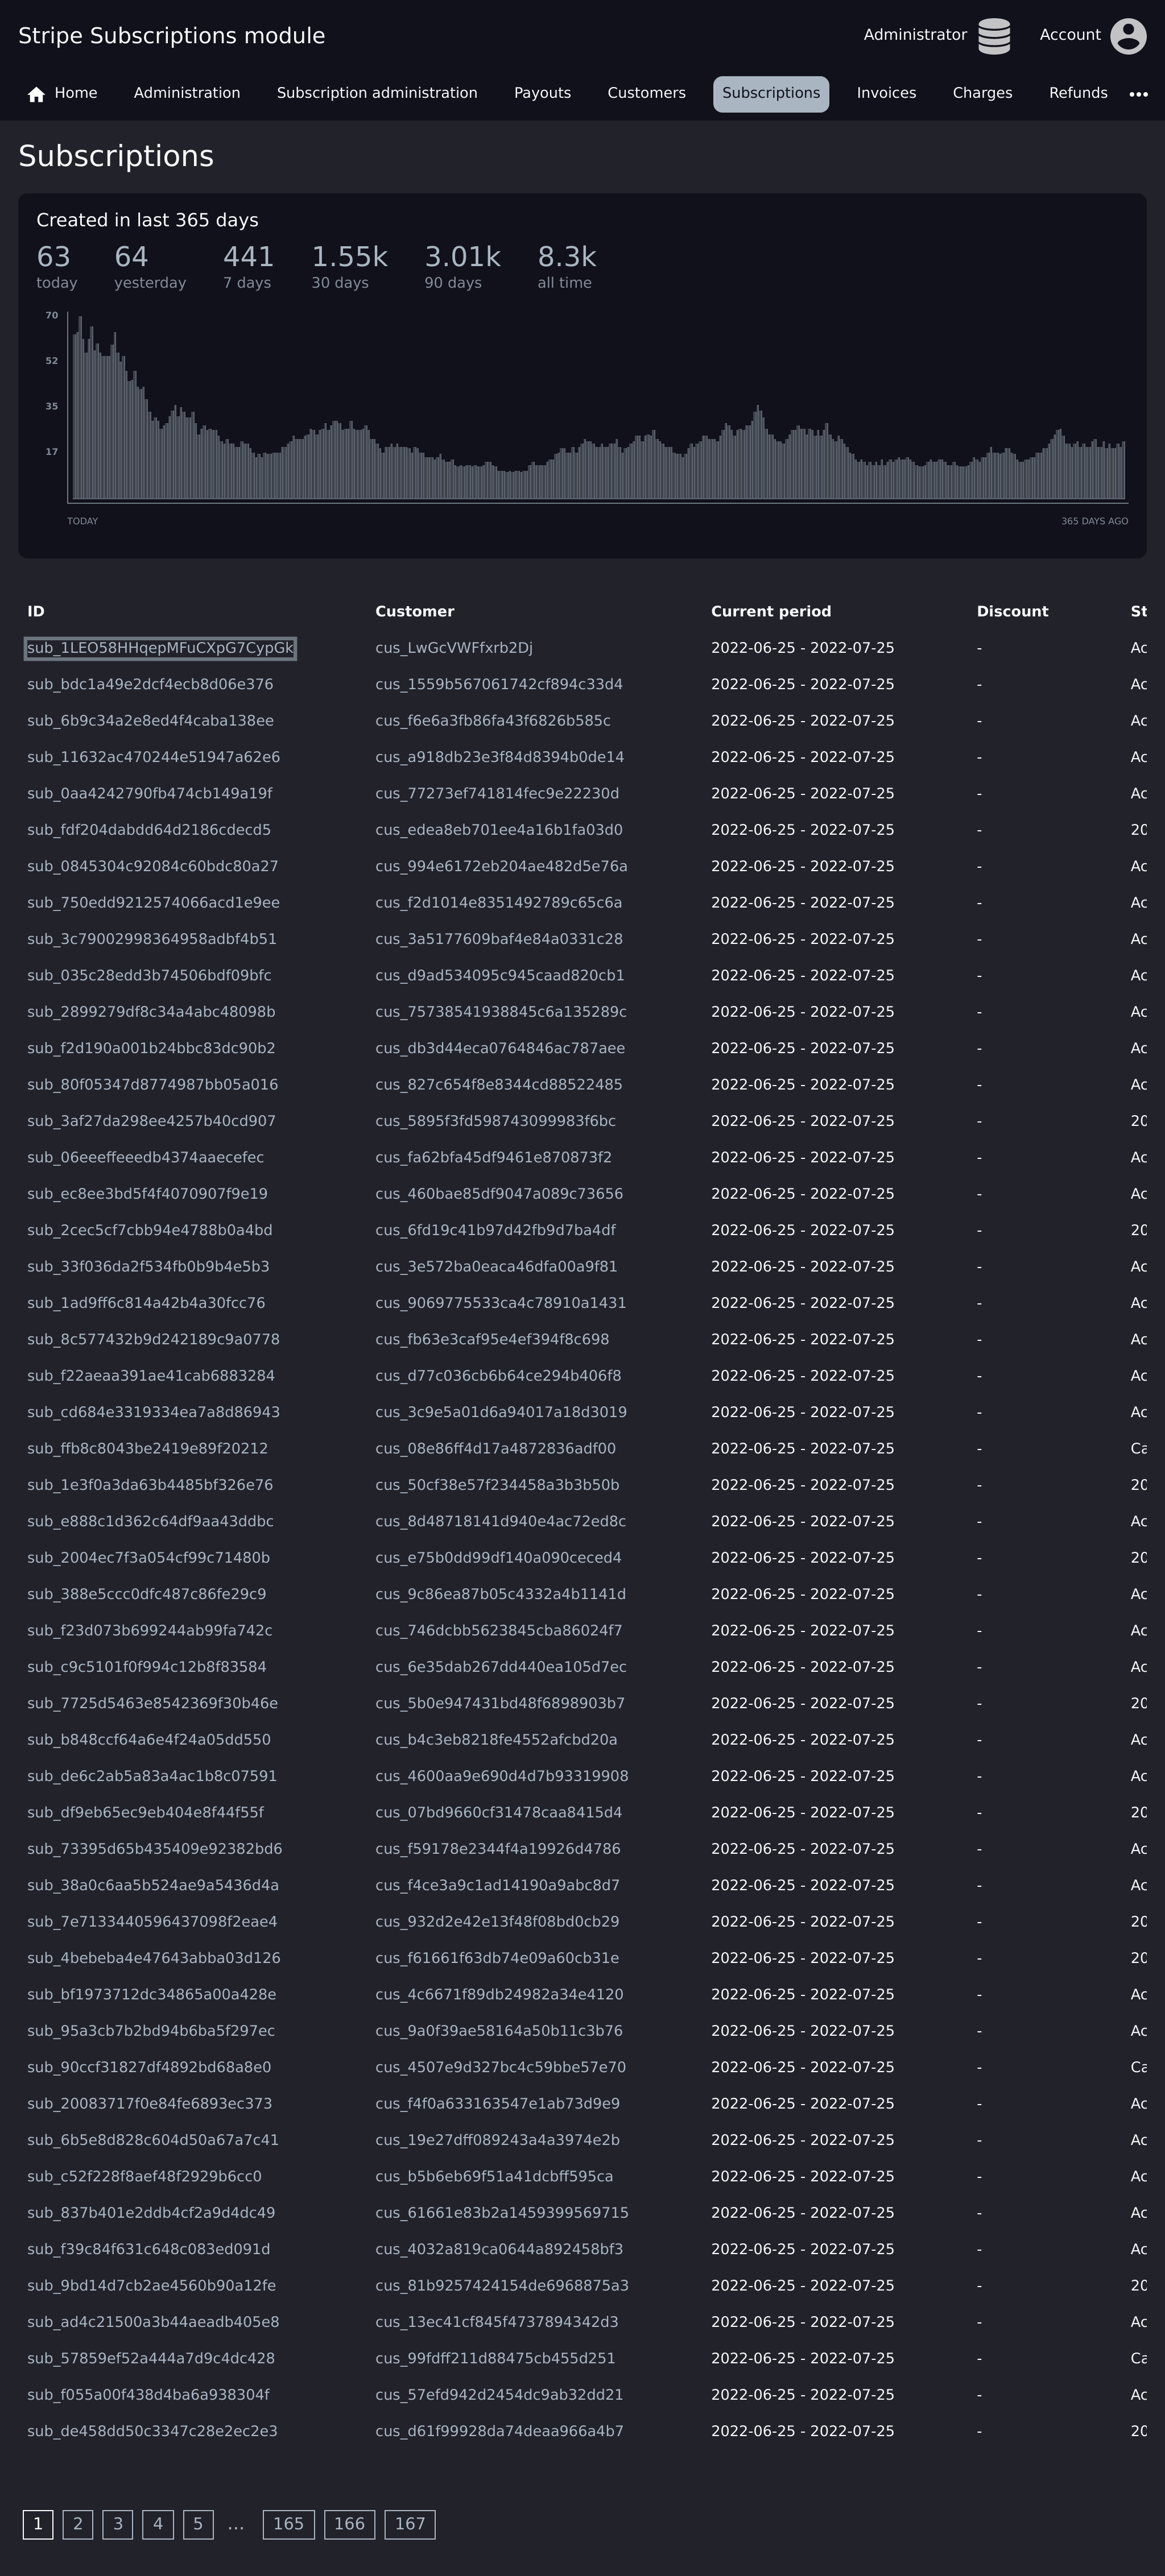 Stripe Subscriptions module
Administrator
Account
Home Administration Subscription administration Payouts Customers Subscriptions Invoices Charges Refunds •••
Subscriptions
Created in last 365 days
63 64 441 1.55k 3.01k 8.3k
today yesterday 7 days 30 days 90 days all time
70
52
35
17
TODAY 365 DAYS AGO
ID Customer Current period Discount St
sub_1LEO58HHqepMFuCXpG7CypGk cus_LwGcVWFfxrb2Dj 2022-06-25 - 2022-07-25 - Ac
sub_bdc1a49e2dcf4ecb8d06e376 cus_1559b567061742cf894c33d4 2022-06-25 - 2022-07-25 - Ac
sub_6b9c34a2e8ed4f4caba138ee cus_f6e6a3fb86fa43f6826b585c 2022-06-25 - 2022-07-25 - Ac
sub_11632ac470244e51947a62e6 cus_a918db23e3f84d8394b0de14 2022-06-25 - 2022-07-25 - Ac
sub_0aa4242790fb474cb149a19f cus_77273ef741814fec9e22230d 2022-06-25 - 2022-07-25 - Ac
sub_fdf204dabdd64d2186cdecd5 cus_edea8eb701ee4a16b1fa03d0 2022-06-25 - 2022-07-25 - 20
sub_0845304c92084c60bdc80a27 cus_994e6172eb204ae482d5e76a 2022-06-25 - 2022-07-25 - Ac
sub_750edd9212574066acd1e9ee cus_f2d1014e8351492789c65c6a 2022-06-25 - 2022-07-25 - Ac
sub_3c79002998364958adbf4b51 cus_3a5177609baf4e84a0331c28 2022-06-25 - 2022-07-25 - Ac
sub_035c28edd3b74506bdf09bfc cus_d9ad534095c945caad820cb1 2022-06-25 - 2022-07-25 - Ac
sub_2899279df8c34a4abc48098b cus_75738541938845c6a135289c 2022-06-25 - 2022-07-25 - Ac
sub_f2d190a001b24bbc83dc90b2 cus_db3d44eca0764846ac787aee 2022-06-25 - 2022-07-25 - Ac
sub_80f05347d8774987bb05a016 cus_827c654f8e8344cd88522485 2022-06-25 - 2022-07-25 - Ac
sub_3af27da298ee4257b40cd907 cus_5895f3fd598743099983f6bc 2022-06-25 - 2022-07-25 - 20
sub_06eeeffeeedb4374aaecefec cus_fa62bfa45df9461e870873f2 2022-06-25 - 2022-07-25 - Ac
sub_ec8ee3bd5f4f4070907f9e19 cus_460bae85df9047a089c73656 2022-06-25 - 2022-07-25 - Ac
sub_2cec5cf7cbb94e4788b0a4bd cus_6fd19c41b97d42fb9d7ba4df 2022-06-25 - 2022-07-25 - 20
sub_33f036da2f534fb0b9b4e5b3 cus_3e572ba0eaca46dfa00a9f81 2022-06-25 - 2022-07-25 - Ac
sub_1ad9ff6c814a42b4a30fcc76 cus_9069775533ca4c78910a1431 2022-06-25 - 2022-07-25 - Ac
sub_8c577432b9d242189c9a0778 cus_fb63e3caf95e4ef394f8c698 2022-06-25 - 2022-07-25 - Ac
sub_f22aeaa391ae41cab6883284 cus_d77c036cb6b64ce294b406f8 2022-06-25 - 2022-07-25 - Ac
sub_cd684e3319334ea7a8d86943 cus_3c9e5a01d6a94017a18d3019 2022-06-25 - 2022-07-25 - Ac
sub_ffb8c8043be2419e89f20212 cus_08e86ff4d17a4872836adf00 2022-06-25 - 2022-07-25 - Ca
sub_1e3f0a3da63b4485bf326e76 cus_50cf38e57f234458a3b3b50b 2022-06-25 - 2022-07-25 - 20
sub_e888c1d362c64df9aa43ddbc cus_8d48718141d940e4ac72ed8c 2022-06-25 - 2022-07-25 - Ac
sub_2004ec7f3a054cf99c71480b cus_e75b0dd99df140a090ceced4 2022-06-25 - 2022-07-25 - 20
sub_388e5ccc0dfc487c86fe29c9 cus_9c86ea87b05c4332a4b1141d 2022-06-25 - 2022-07-25 - Ac
sub_f23d073b699244ab99fa742c cus_746dcbb5623845cba86024f7 2022-06-25 - 2022-07-25 - Ac
sub_c9c5101f0f994c12b8f83584 cus_6e35dab267dd440ea105d7ec 2022-06-25 - 2022-07-25 - Ac
sub_7725d5463e8542369f30b46e cus_5b0e947431bd48f6898903b7 2022-06-25 - 2022-07-25 - 20
sub_b848ccf64a6e4f24a05dd550 cus_b4c3eb8218fe4552afcbd20a 2022-06-25 - 2022-07-25 - Ac
sub_de6c2ab5a83a4ac1b8c07591 cus_4600aa9e690d4d7b93319908 2022-06-25 - 2022-07-25 - Ac
sub_df9eb65ec9eb404e8f44f55f cus_07bd9660cf31478caa8415d4 2022-06-25 - 2022-07-25 - 20
sub_73395d65b435409e92382bd6 cus_f59178e2344f4a19926d4786 2022-06-25 - 2022-07-25 - Ac
sub_38a0c6aa5b524ae9a5436d4a cus_f4ce3a9c1ad14190a9abc8d7 2022-06-25 - 2022-07-25 - Ac
sub_7e7133440596437098f2eae4 cus_932d2e42e13f48f08bd0cb29 2022-06-25 - 2022-07-25 - 20
sub_4bebeba4e47643abba03d126 cus_f61661f63db74e09a60cb31e 2022-06-25 - 2022-07-25 - 20
sub_bf1973712dc34865a00a428e cus_4c6671f89db24982a34e4120 2022-06-25 - 2022-07-25 - Ac
sub_95a3cb7b2bd94b6ba5f297ec cus_9a0f39ae58164a50b11c3b76 2022-06-25 - 2022-07-25 - Ac
sub_90ccf31827df4892bd68a8e0 cus_4507e9d327bc4c59bbe57e70 2022-06-25 - 2022-07-25 - Ca
sub_20083717f0e84fe6893ec373 cus_f4f0a633163547e1ab73d9e9 2022-06-25 - 2022-07-25 - Ac
sub_6b5e8d828c604d50a67a7c41 cus_19e27dff089243a4a3974e2b 2022-06-25 - 2022-07-25 - Ac
sub_c52f228f8aef48f2929b6cc0 cus_b5b6eb69f51a41dcbff595ca 2022-06-25 - 2022-07-25 - Ac
sub_837b401e2ddb4cf2a9d4dc49 cus_61661e83b2a1459399569715 2022-06-25 - 2022-07-25 - Ac
sub_f39c84f631c648c083ed091d cus_4032a819ca0644a892458bf3 2022-06-25 - 2022-07-25 - Ac
sub_9bd14d7cb2ae4560b90a12fe cus_81b9257424154de6968875a3 2022-06-25 - 2022-07-25 - 20
sub_ad4c21500a3b44aeadb405e8 cus_13ec41cf845f4737894342d3 2022-06-25 - 2022-07-25 - Ac
sub_57859ef52a444a7d9c4dc428 cus_99fdff211d88475cb455d251 2022-06-25 - 2022-07-25 - Ca
sub_f055a00f438d4ba6a938304f cus_57efd942d2454dc9ab32dd21 2022-06-25 - 2022-07-25 - Ac
sub_de458dd50c3347c28e2ec2e3 cus_d61f99928da74deaa966a4b7 2022-06-25 - 2022-07-25 - 20
1 2 3 4 5 ... 165 166 167